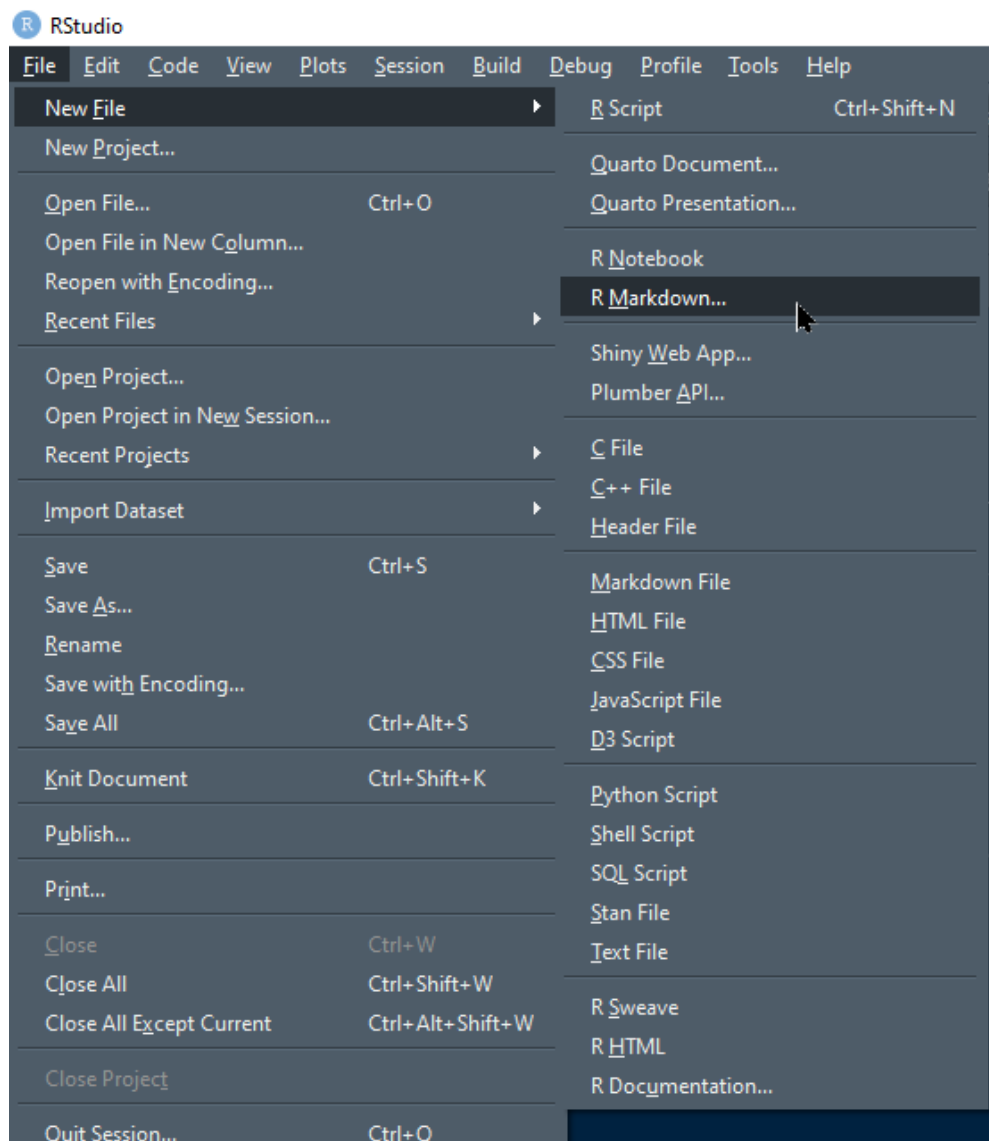 R RStudio
File Edit Code View Plots Session Build Debug Profile Tools Help
New File
New Project...
Open File... Ctrl+O
Open File in New Column...
Reopen with Encoding...
Recent Files
Open Project...
Open Project in New Session...
Recent Projects
Import Dataset
Save Ctrl+S
Save As...
Rename
Save with Encoding...
Save All Ctrl+Alt+S
Knit Document Ctrl+Shift+K
Publish...
Print...
Close Ctrl+W
Close All Ctrl+Shift+W
Close All Except Current Ctrl+Alt+Shift+W
Close Project
Quit Session... Ctrl+Q
R Script Ctrl+Shift+N
Quarto Document...
Quarto Presentation...
R Notebook
R Markdown...
Shiny Web App...
Plumber API...
C File
C++ File
Header File
Markdown File
HTML File
CSS File
JavaScript File
D3 Script
Python Script
Shell Script
SQL Script
Stan File
Text File
R Sweave
R HTML
R Documentation...